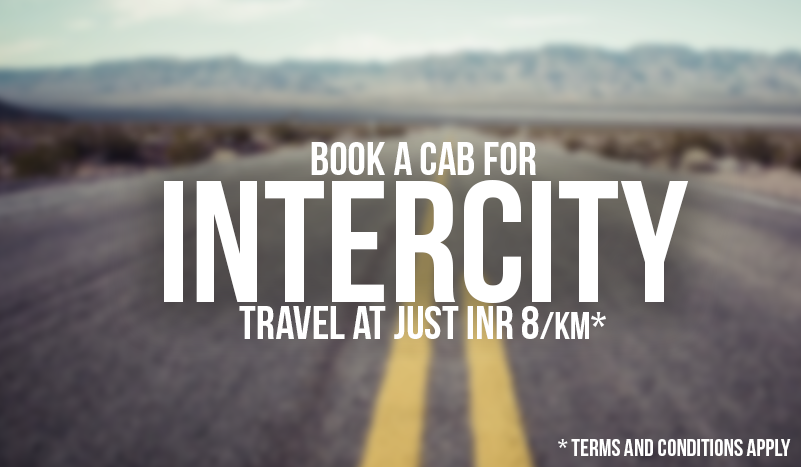 BOOK A CAB FOR
INTERCITY
TRAVEL AT JUST INR 8/KM*
* TERMS AND CONDITIONS APPLY